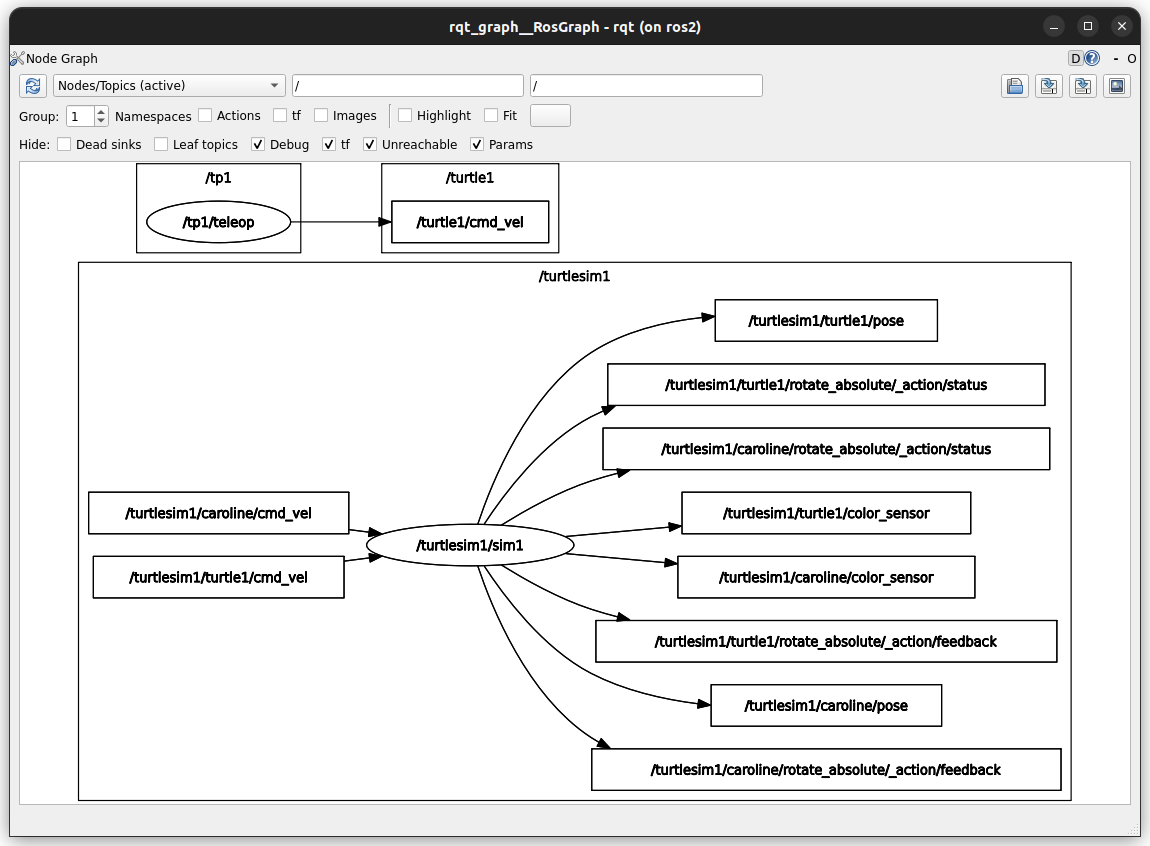 rqt_graph__RosGraph - rqt (on ros2)
Node Graph D ? - O
Nodes/Topics (active) / /
Group: 1 Namespaces Actions tf Images Highlight Fit
Hide: Dead sinks Leaf topics Debug tf Unreachable Params
/tp1 /turtle1
/tp1/teleop /turtle1/cmd_vel
/turtlesim1
/turtlesim1/turtle1/pose
/turtlesim1/turtle1/rotate_absolute/_action/status
/turtlesim1/caroline/rotate_absolute/_action/status
/turtlesim1/caroline/cmd_vel /turtlesim1/turtle1/color_sensor
/turtlesim1/sim1
/turtlesim1/turtle1/cmd_vel /turtlesim1/caroline/color_sensor
/turtlesim1/turtle1/rotate_absolute/_action/feedback
/turtlesim1/caroline/pose
/turtlesim1/caroline/rotate_absolute/_action/feedback